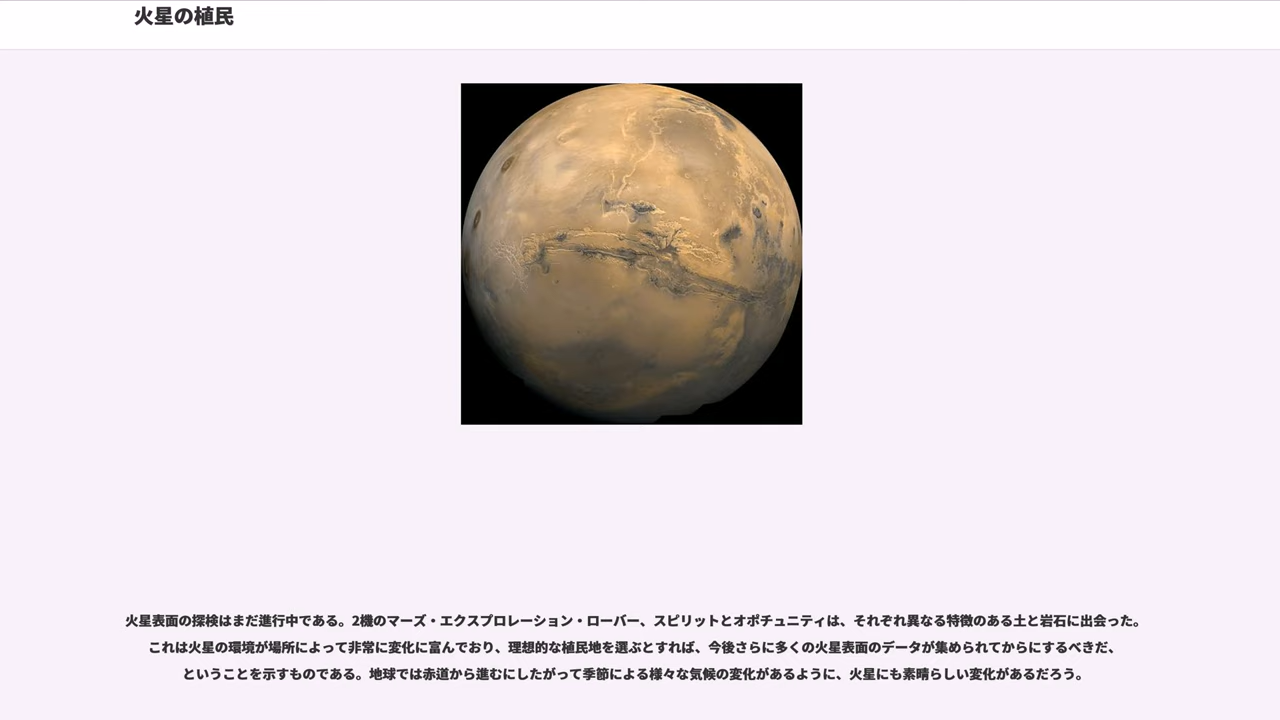 火星の植民
火星表面の探検はまだ進行中である。2機のマーズ・エクスプロレーション・ローバー、スピリットとオポチュニティは、それぞれ異なる特徴のある土と岩石に出会った。
これは火星の環境が場所によって非常に変化に富んでおり、理想的な植民地を選ぶとすれば、今後さらに多くの火星表面のデータが集められてからにするべきだ、
ということを示すものである。地球では赤道から進むにしたがって季節による様々な気候の変化があるように、火星にも素晴らしい変化があるだろう。